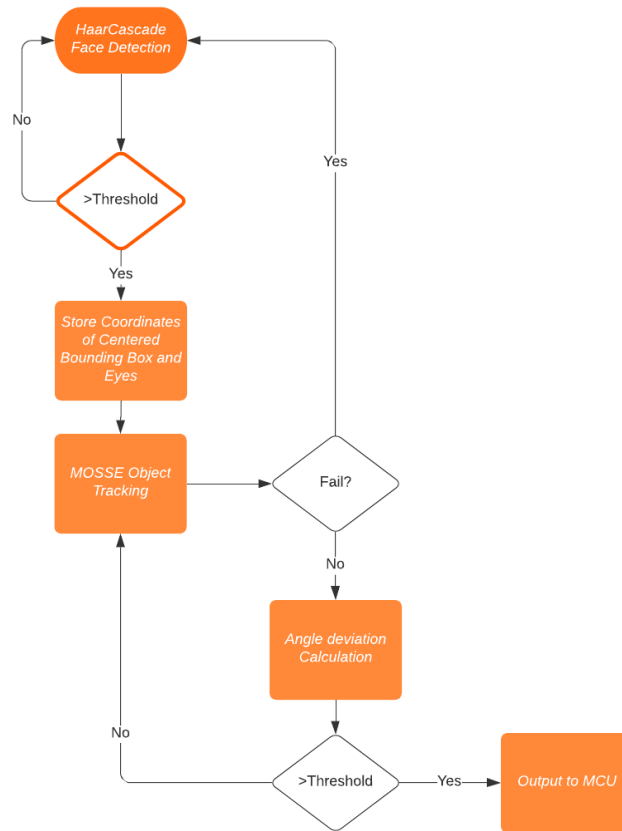 HaarCascade
Face Detection
No
Yes
>Threshold
Yes
Store Coordinates
of Centered
Bounding Box and
Eyes
MOSSE Object
Tracking
Fail?
No
Angle deviation
Calculation
No
>Threshold
Yes
Output to MCU